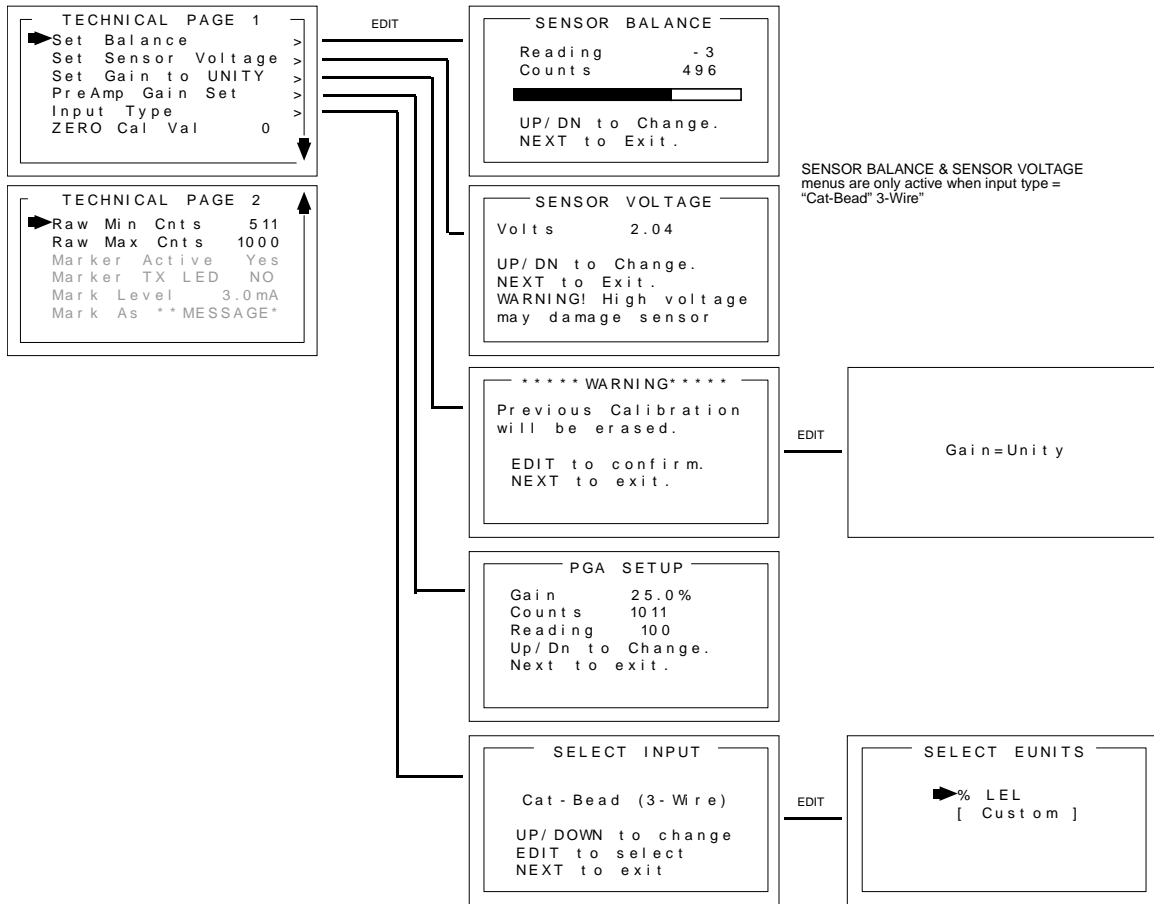 TECHNICAL PAGE 1
Set Balance >
Set Sensor Voltage >
Set Gain to UNITY >
PreAmp Gain Set >
Input Type >
ZERO Cal Val 0
EDIT
SENSOR BALANCE
Reading -3
Counts 496
UP/DN to Change.
NEXT to Exit.
SENSOR BALANCE & SENSOR VOLTAGE
menus are only active when input type =
“Cat-Bead” 3-Wire”
TECHNICAL PAGE 2
Raw Min Cnts 511
Raw Max Cnts 1000
Marker Active Yes
Marker TX LED NO
Mark Level 3.0mA
Mark As **MESSAGE*
SENSOR VOLTAGE
Volts 2.04
UP/DN to Change.
NEXT to Exit.
WARNING! High voltage
may damage sensor
*****WARNING*****
Previous Calibration
will be erased.
EDIT to confirm.
NEXT to exit.
EDIT
Gain=Unity
PGA SETUP
Gain 25.0%
Counts 1011
Reading 100
Up/Dn to Change.
Next to exit.
SELECT INPUT
Cat-Bead (3-Wire)
UP/DOWN to change
EDIT to select
NEXT to exit
EDIT
SELECT EUNITS
% LEL
[ Custom ]